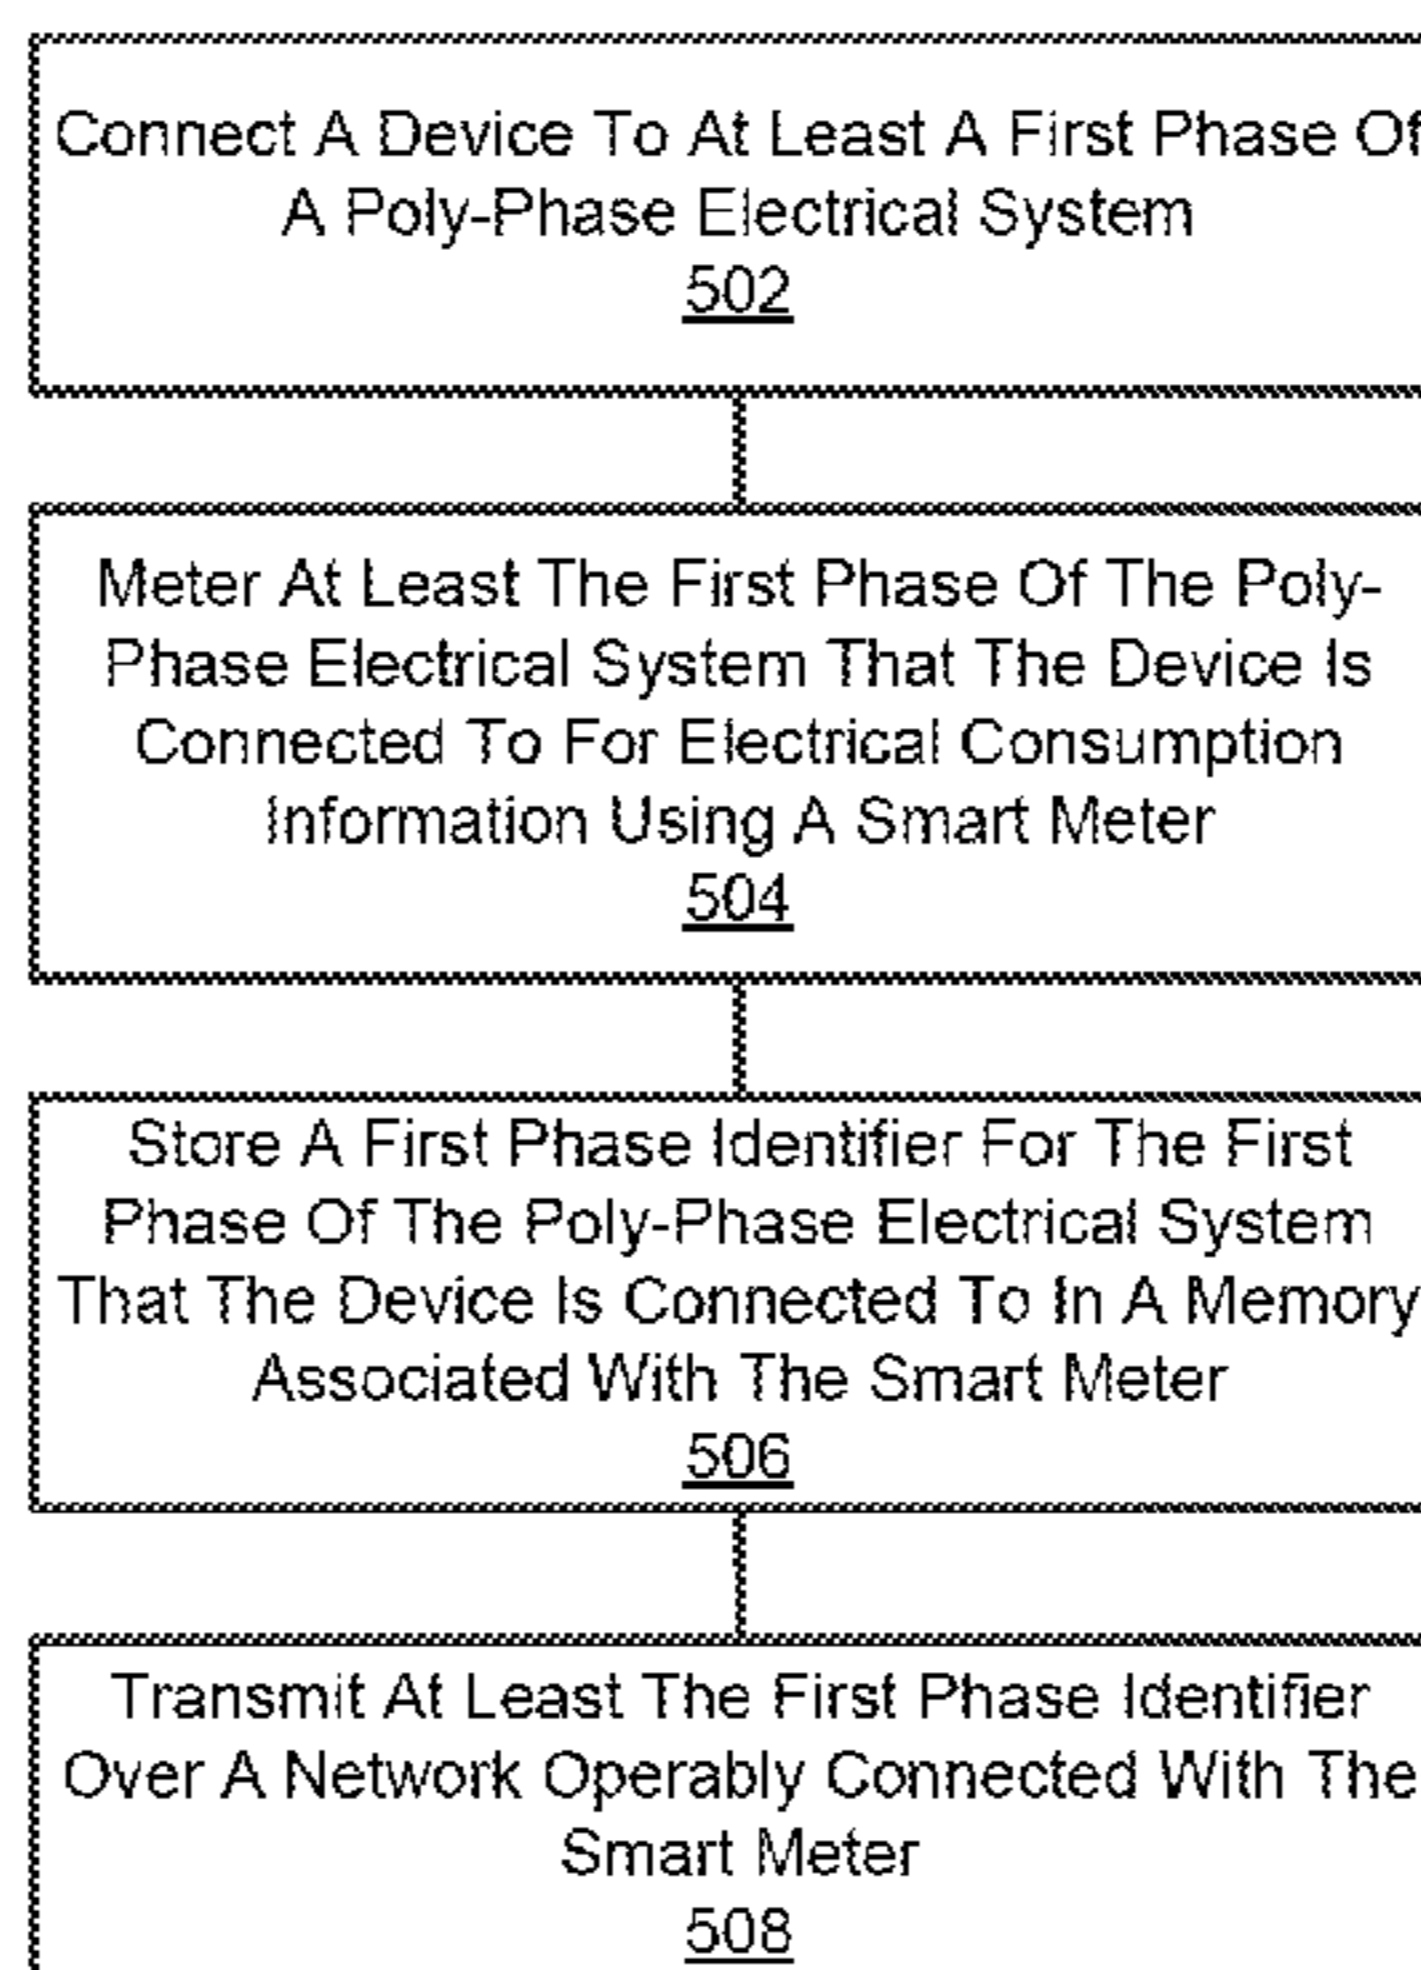 Connect A Device To At Least A First Phase Of
A Poly-Phase Electrical System
502
Meter At Least The First Phase Of The Poly-
Phase Electrical System That The Device Is
Connected To For Electrical Consumption
Information Using A Smart Meter
504
Store A First Phase Identifier For The First
Phase Of The Poly-Phase Electrical System
That The Device Is Connected To In A Memory
Associated With The Smart Meter
506
Transmit At Least The First Phase Identifier
Over A Network Operably Connected With The
Smart Meter
508